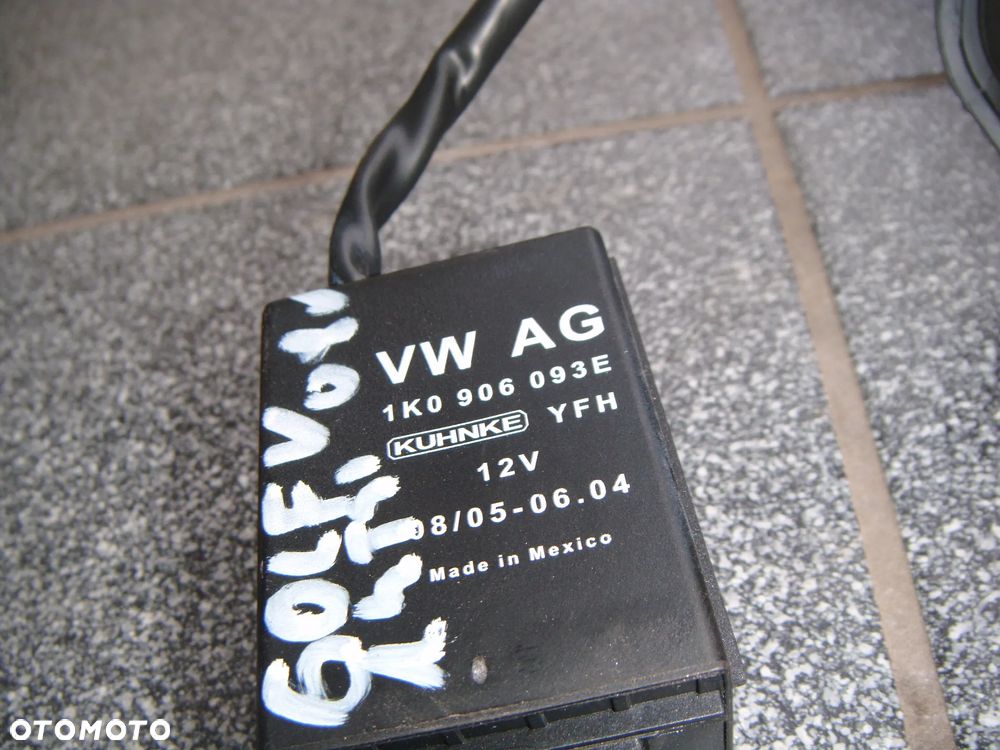 VW AG
1K0 906 093E
KUHNKE YFH
12V
08/05-06.04
Made in Mexico
GOLF V
OTOMOTO